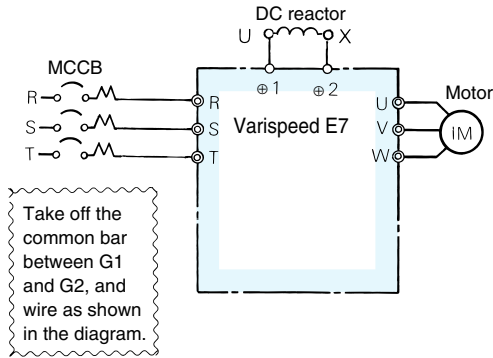 DC reactor
U X
MCCB
⊕1 ⊕2
R R U Motor
S S Varispeed E7 V IM
T T W
Take off the
common bar
between G1
and G2, and
wire as shown
in the diagram.